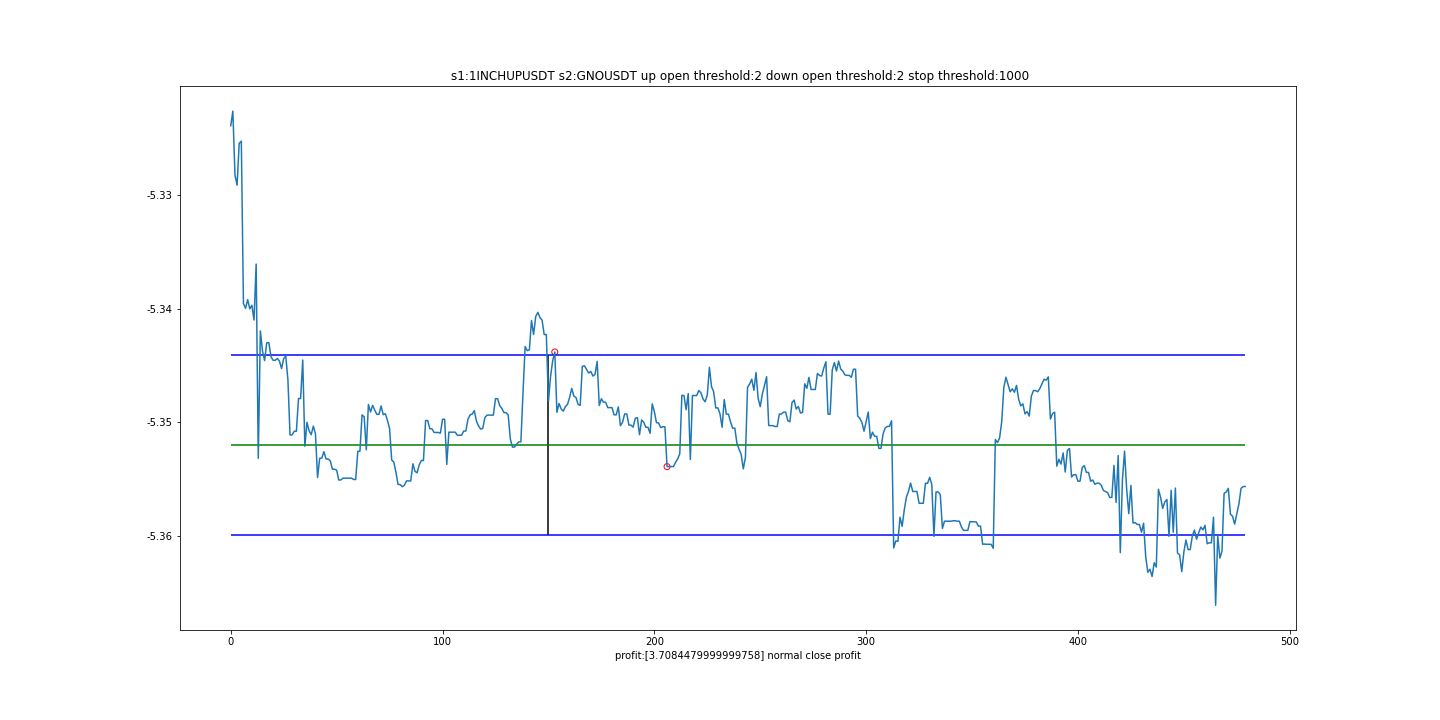 s1:1INCHUPUSDT s2:GNOUSDT up open threshold:2 down open threshold:2 stop threshold:1000
-5.33
-5.34
-5.35
-5.36
0 100 200 300 400 500
profit:[3.7084479999999758] normal close profit